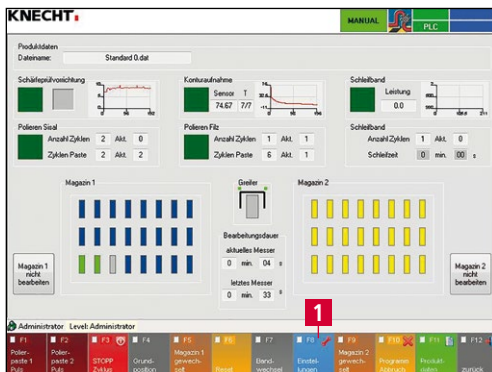 KNECHT.
MANUAL
PLC
Produktdaten
Dateiname: Standard 0.dat
Schärfeprüfvorrichtung
Konturaufnahme
Sensor T
74.67 7/7
Schleifband
Leistung
0.0
Polieren Sisal
Anzahl Zyklen 2 Akt. 0
Zyklen Paste 2 Akt. 2
Polieren Filz
Anzahl Zyklen 1 Akt. 1
Zyklen Paste 6 Akt. 1
Schleifband
Anzahl Zyklen 1 Akt. 0
Schleifzeit 0 min. 00 s
Magazin 1
Greifer
Magazin 2
Bearbeitungsdauer
aktuelles Messer
0 min. 04 s
letztes Messer
0 min. 33 s
Magazin 1 nicht bearbeiten
Magazin 2 nicht bearbeiten
1
Administrator Level: Administrator
F1 F2 F3 F4 F5 F6 F7 F8 F9 F10 F11 F12
Polier-paste 1 Puls
Polier-paste 2 Puls
STOPP Zyklus
Grund-position
Magazin 1 gewech-selt
Reset
Band-wechsel
Einstel-lungen
Magazin 2 gewech-selt
Programm Abbruch
Produkt-daten
zurück